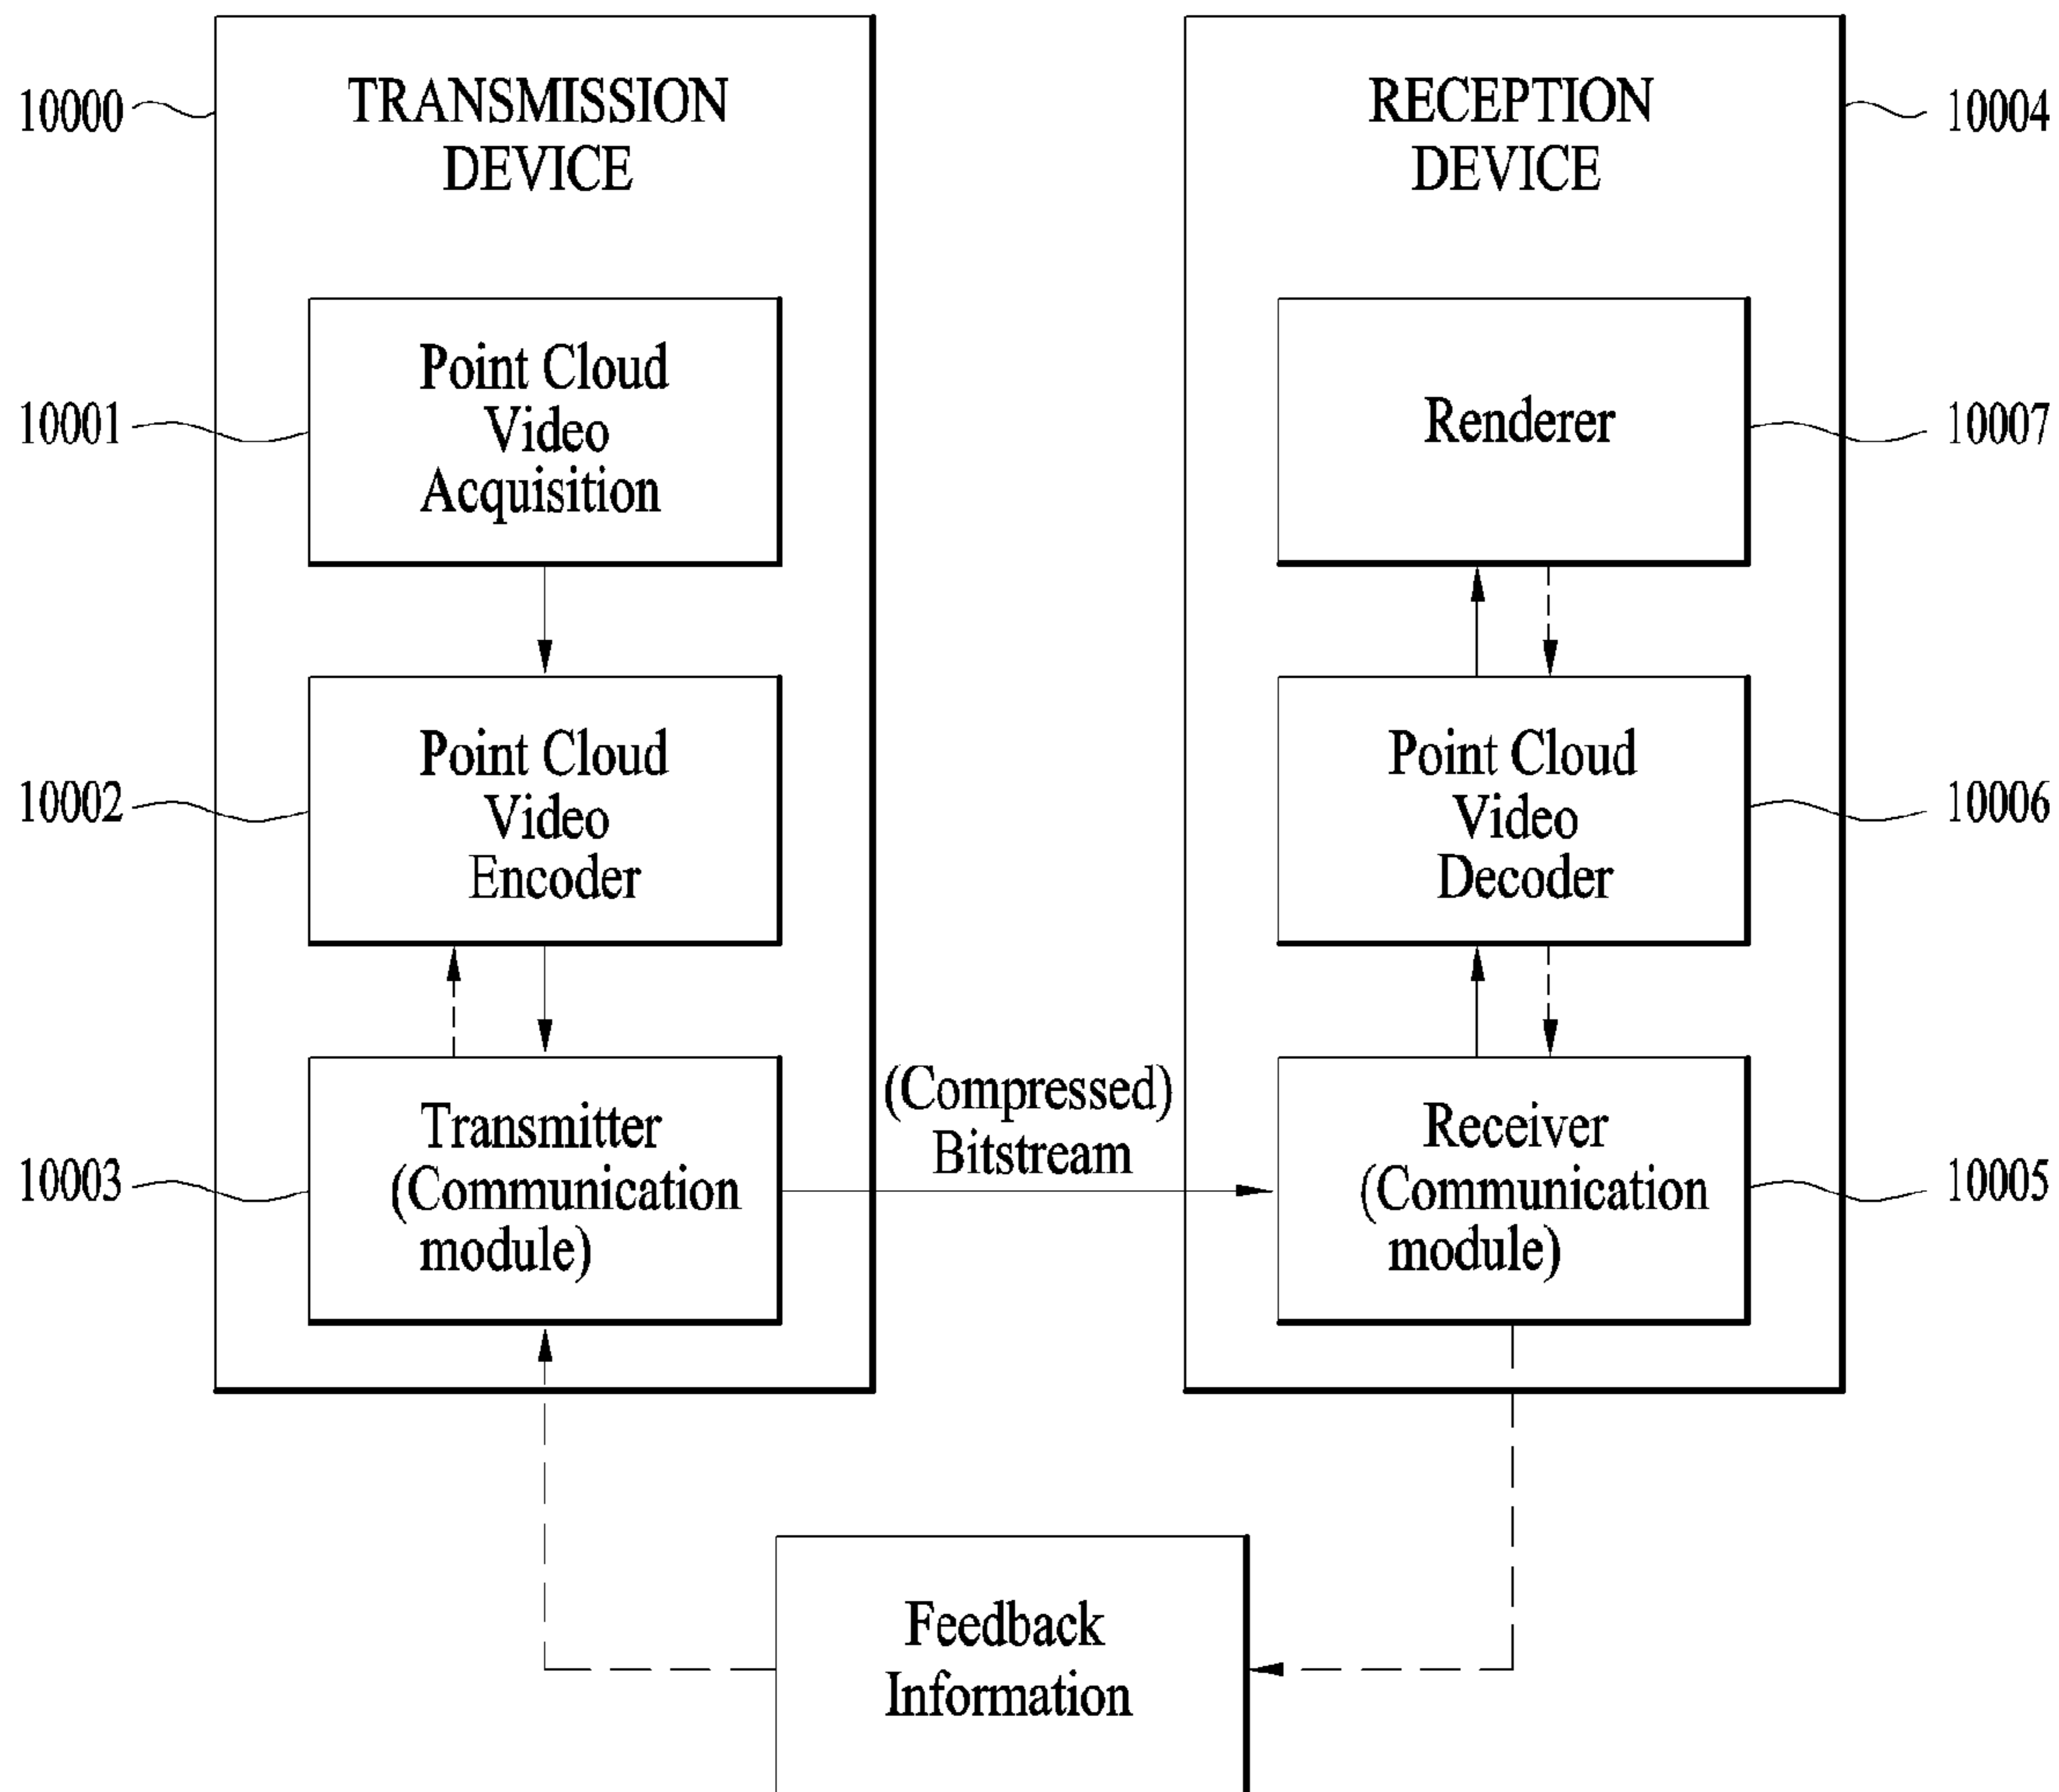 10000
TRANSMISSION
DEVICE
10001
Point Cloud
Video
Acquisition
10002
Point Cloud
Video
Encoder
10003
Transmitter
(Communication
module)
(Compressed)
Bitstream
RECEPTION
DEVICE
10004
Renderer
10007
Point Cloud
Video
Decoder
10006
Receiver
(Communication
module)
10005
Feedback
Information